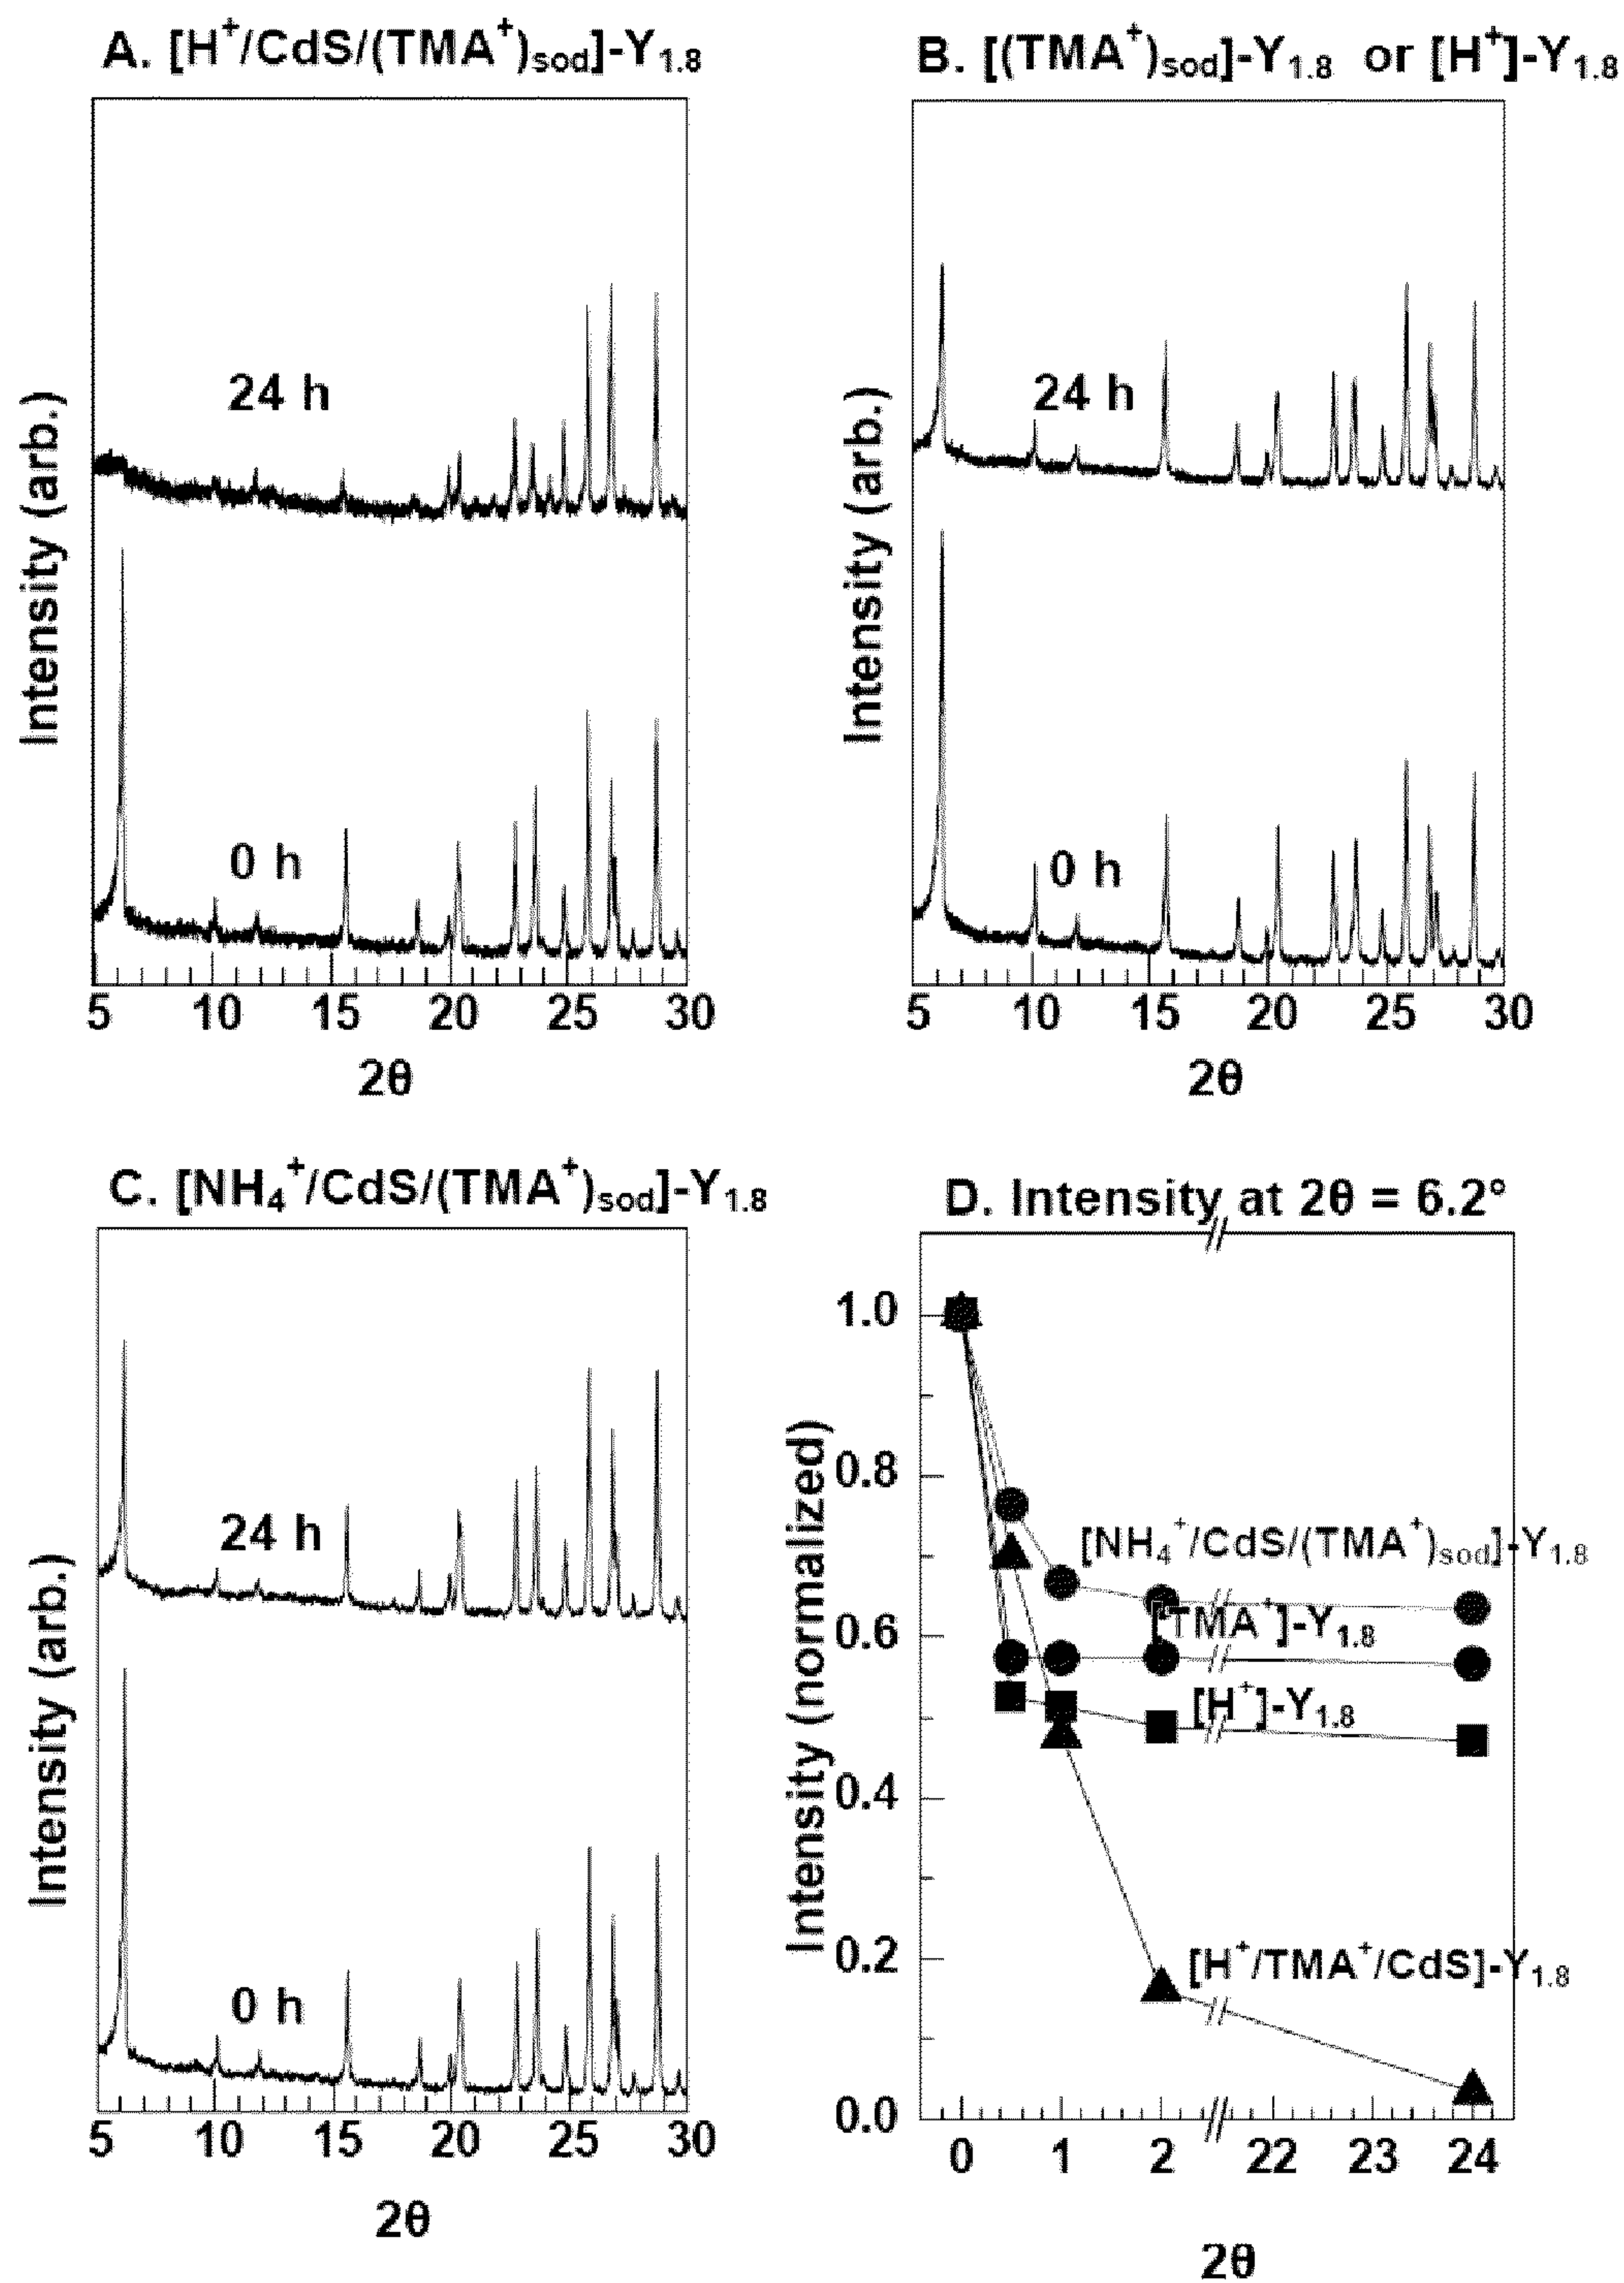 A. [H⁺/CdS/(TMA⁺)sod]-Y1.8
B. [(TMA⁺)sod]-Y1.8 or [H⁺]-Y1.8
Intensity (arb.)
24 h
0 h
5 10 15 20 25 30
2θ
Intensity (arb.)
24 h
0 h
5 10 15 20 25 30
2θ
C. [NH4⁺/CdS/(TMA⁺)sod]-Y1.8
D. Intensity at 2θ = 6.2°
Intensity (arb.)
24 h
0 h
5 10 15 20 25 30
2θ
Intensity (normalized)
1.0
0.8
0.6
0.4
0.2
0.0
[NH4⁺/CdS/(TMA⁺)sod]-Y1.8
[TMA⁺]-Y1.8
[H⁺]-Y1.8
[H⁺/TMA⁺/CdS]-Y1.8
0 1 2 // 22 23 24
2θ